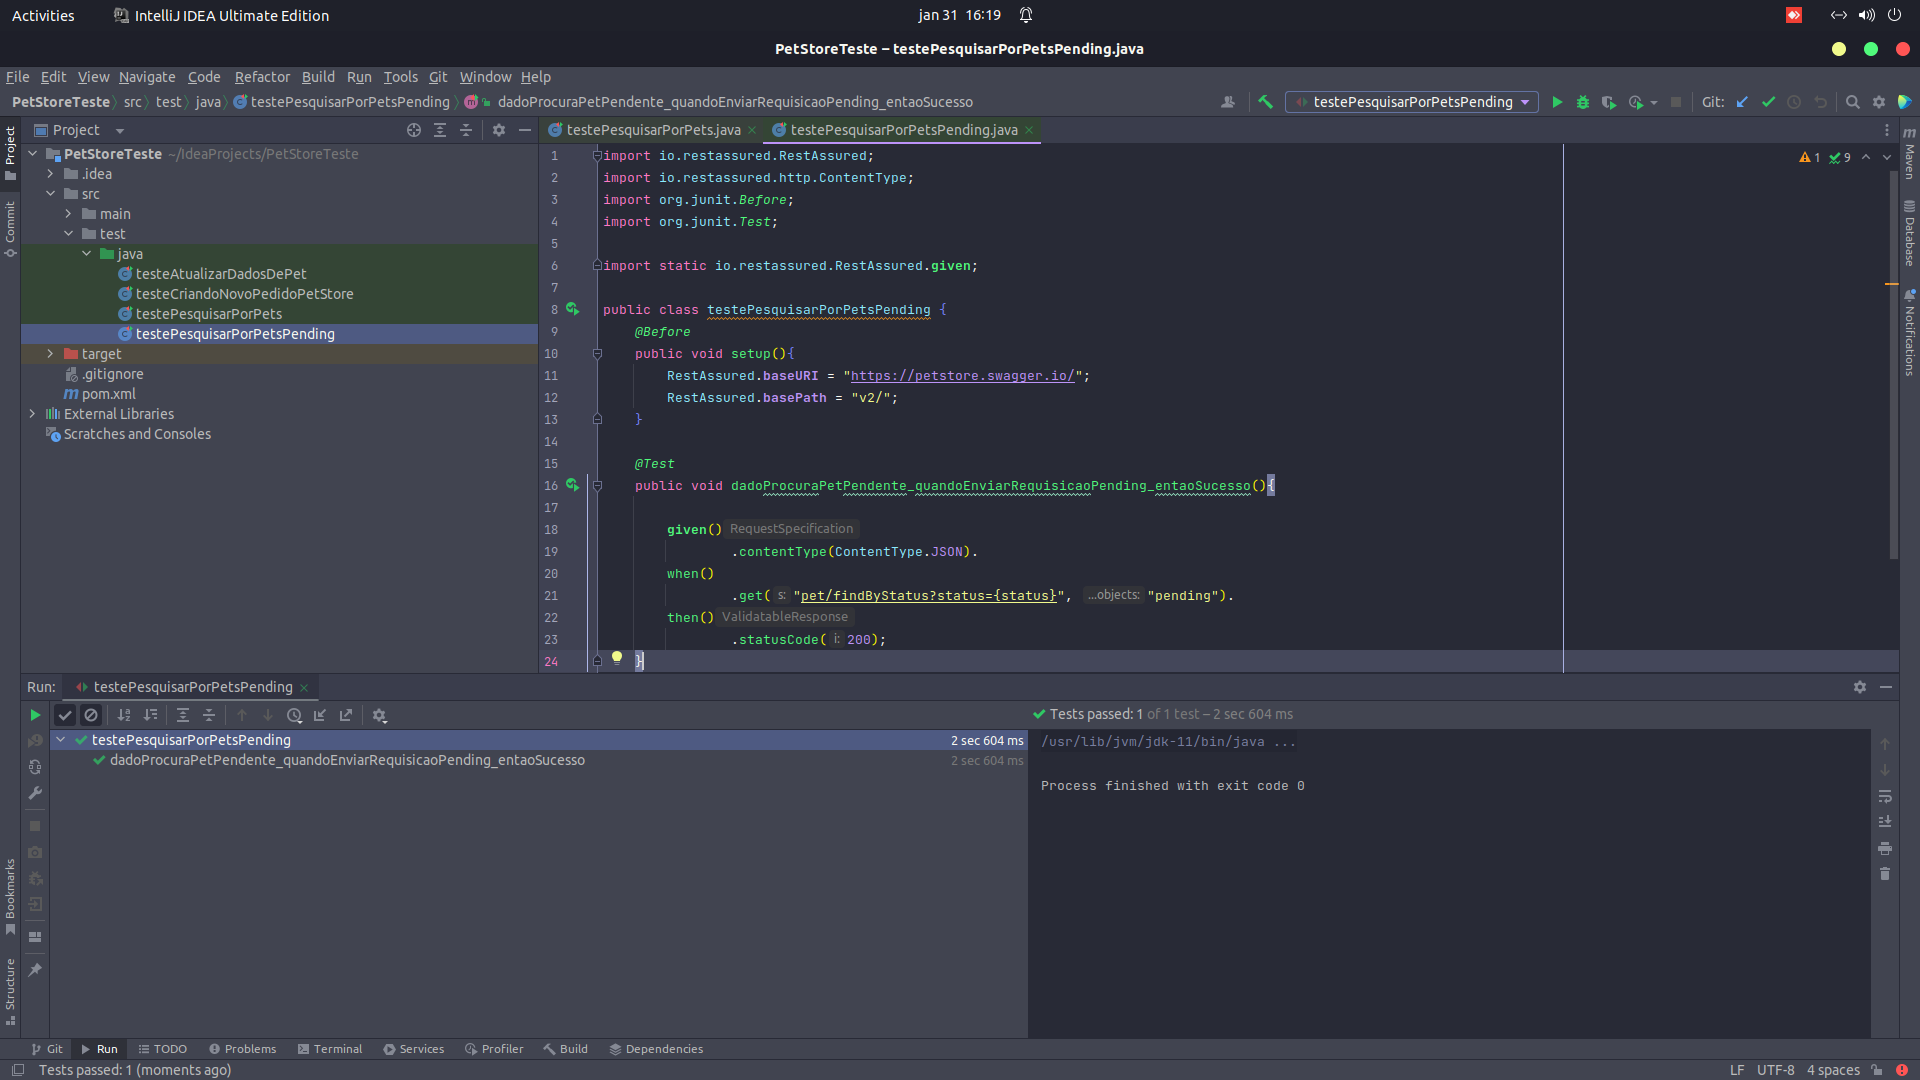 Activities
IntelliJ IDEA Ultimate Edition
jan 31 16:19
PetStoreTeste – testePesquisarPorPetsPending.java
File Edit View Navigate Code Refactor Build Run Tools Git Window Help
PetStoreTeste src test java testePesquisarPorPetsPending dadoProcuraPetPendente_quandoEnviarRequisicaoPending_entaoSucesso
testePesquisarPorPetsPending
Git:
Project
testePesquisarPorPets.java
testePesquisarPorPetsPending.java
Project
Commit
Bookmarks
Structure
Maven
Database
Notifications
PetStoreTeste ~/IdeaProjects/PetStoreTeste
.idea
src
main
test
java
testeAtualizarDadosDePet
testeCriandoNovoPedidoPetStore
testePesquisarPorPets
testePesquisarPorPetsPending
target
.gitignore
pom.xml
External Libraries
Scratches and Consoles
1 9
1 import io.restassured.RestAssured;
2 import io.restassured.http.ContentType;
3 import org.junit.Before;
4 import org.junit.Test;
5
6 import static io.restassured.RestAssured.given;
7
8 public class testePesquisarPorPetsPending {
9 @Before
10 public void setup(){
11 RestAssured.baseURI = "https://petstore.swagger.io/";
12 RestAssured.basePath = "v2/";
13 }
14
15 @Test
16 public void dadoProcuraPetPendente_quandoEnviarRequisicaoPending_entaoSucesso(){
17
18 given() RequestSpecification
19 .contentType(ContentType.JSON).
20 when()
21 .get( s: "pet/findByStatus?status={status}", ...objects: "pending").
22 then() ValidatableResponse
23 .statusCode( i: 200);
24 }
Run: testePesquisarPorPetsPending
Tests passed: 1 of 1 test – 2 sec 604 ms
testePesquisarPorPetsPending 2 sec 604 ms
dadoProcuraPetPendente_quandoEnviarRequisicaoPending_entaoSucesso 2 sec 604 ms
/usr/lib/jvm/jdk-11/bin/java ...
Process finished with exit code 0
Git Run TODO Problems Terminal Services Profiler Build Dependencies
Tests passed: 1 (moments ago)
LF UTF-8 4 spaces